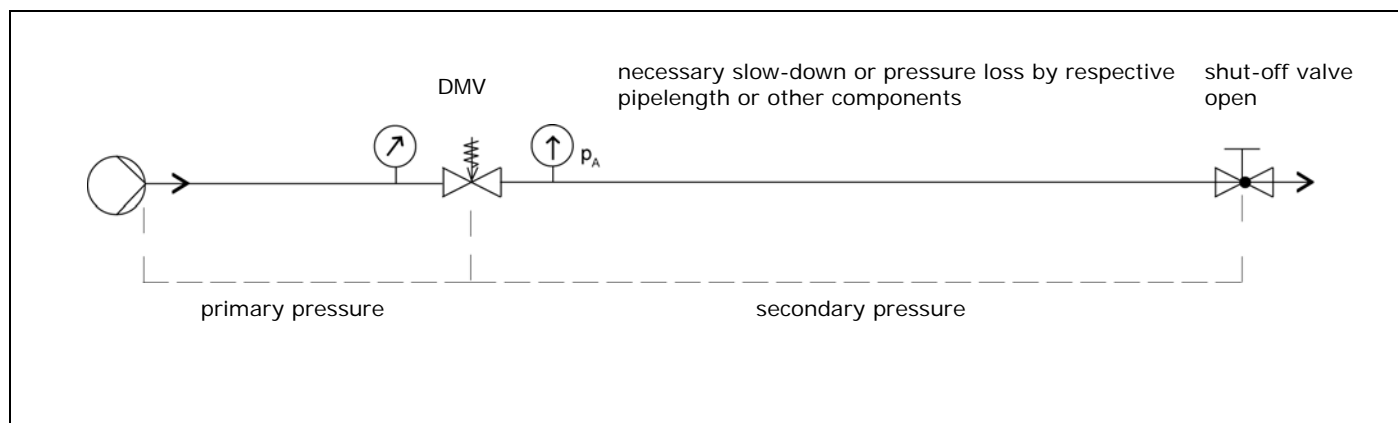 necessary slow-down or pressure loss by respective
pipelength or other components
shut-off valve
open
DMV
pA
primary pressure
secondary pressure